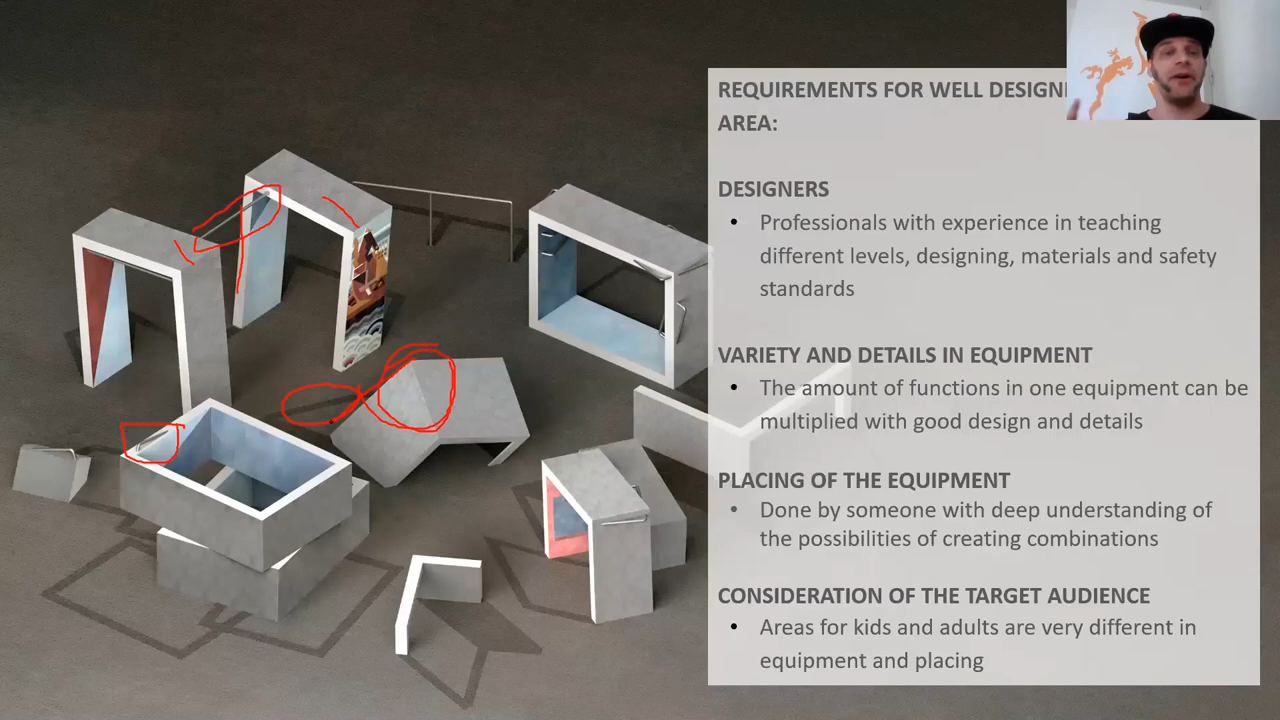 REQUIREMENTS FOR WELL
AREA:
DESIGNERS
• Professionals with experience in teaching
different levels, designing, materials and safety
standards
VARIETY AND DETAILS IN EQUIPMENT
• The amount of functions in one equipment can be
multiplied with good design and details
PLACING OF THE EQUIPMENT
• Done by someone with deep understanding of
the possibilities of creating combinations
CONSIDERATION OF THE TARGET AUDIENCE
• Areas for kids and adults are very different in
equipment and placing